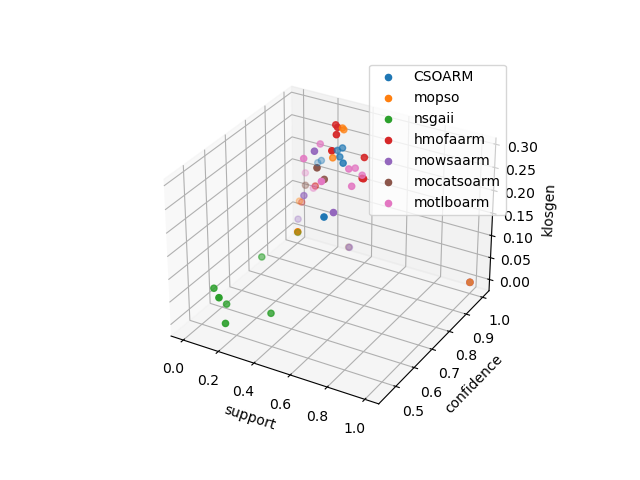 CSOARM
mopso
nsgaii
hmofaarm
mowsaarm
mocatsoarm
motlboarm
0.30
0.25
0.20
0.15
0.10
0.05
0.00
klosgen
1.0
0.9
0.8
0.7
0.6
0.5
confidence
0.0
0.2
0.4
0.6
0.8
1.0
support